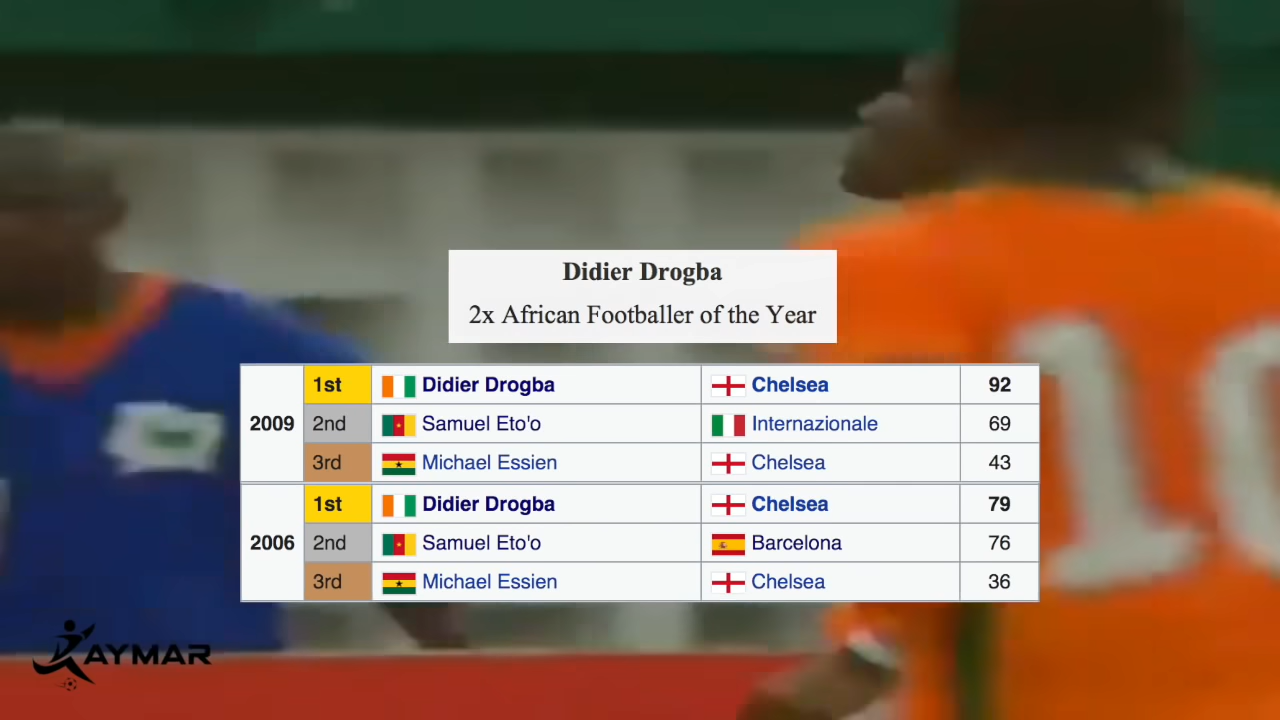 Didier Drogba
2x African Footballer of the Year
2009
1st Didier Drogba Chelsea 92
2nd Samuel Eto'o Internazionale 69
3rd Michael Essien Chelsea 43
2006
1st Didier Drogba Chelsea 79
2nd Samuel Eto'o Barcelona 76
3rd Michael Essien Chelsea 36
AYMAR
10